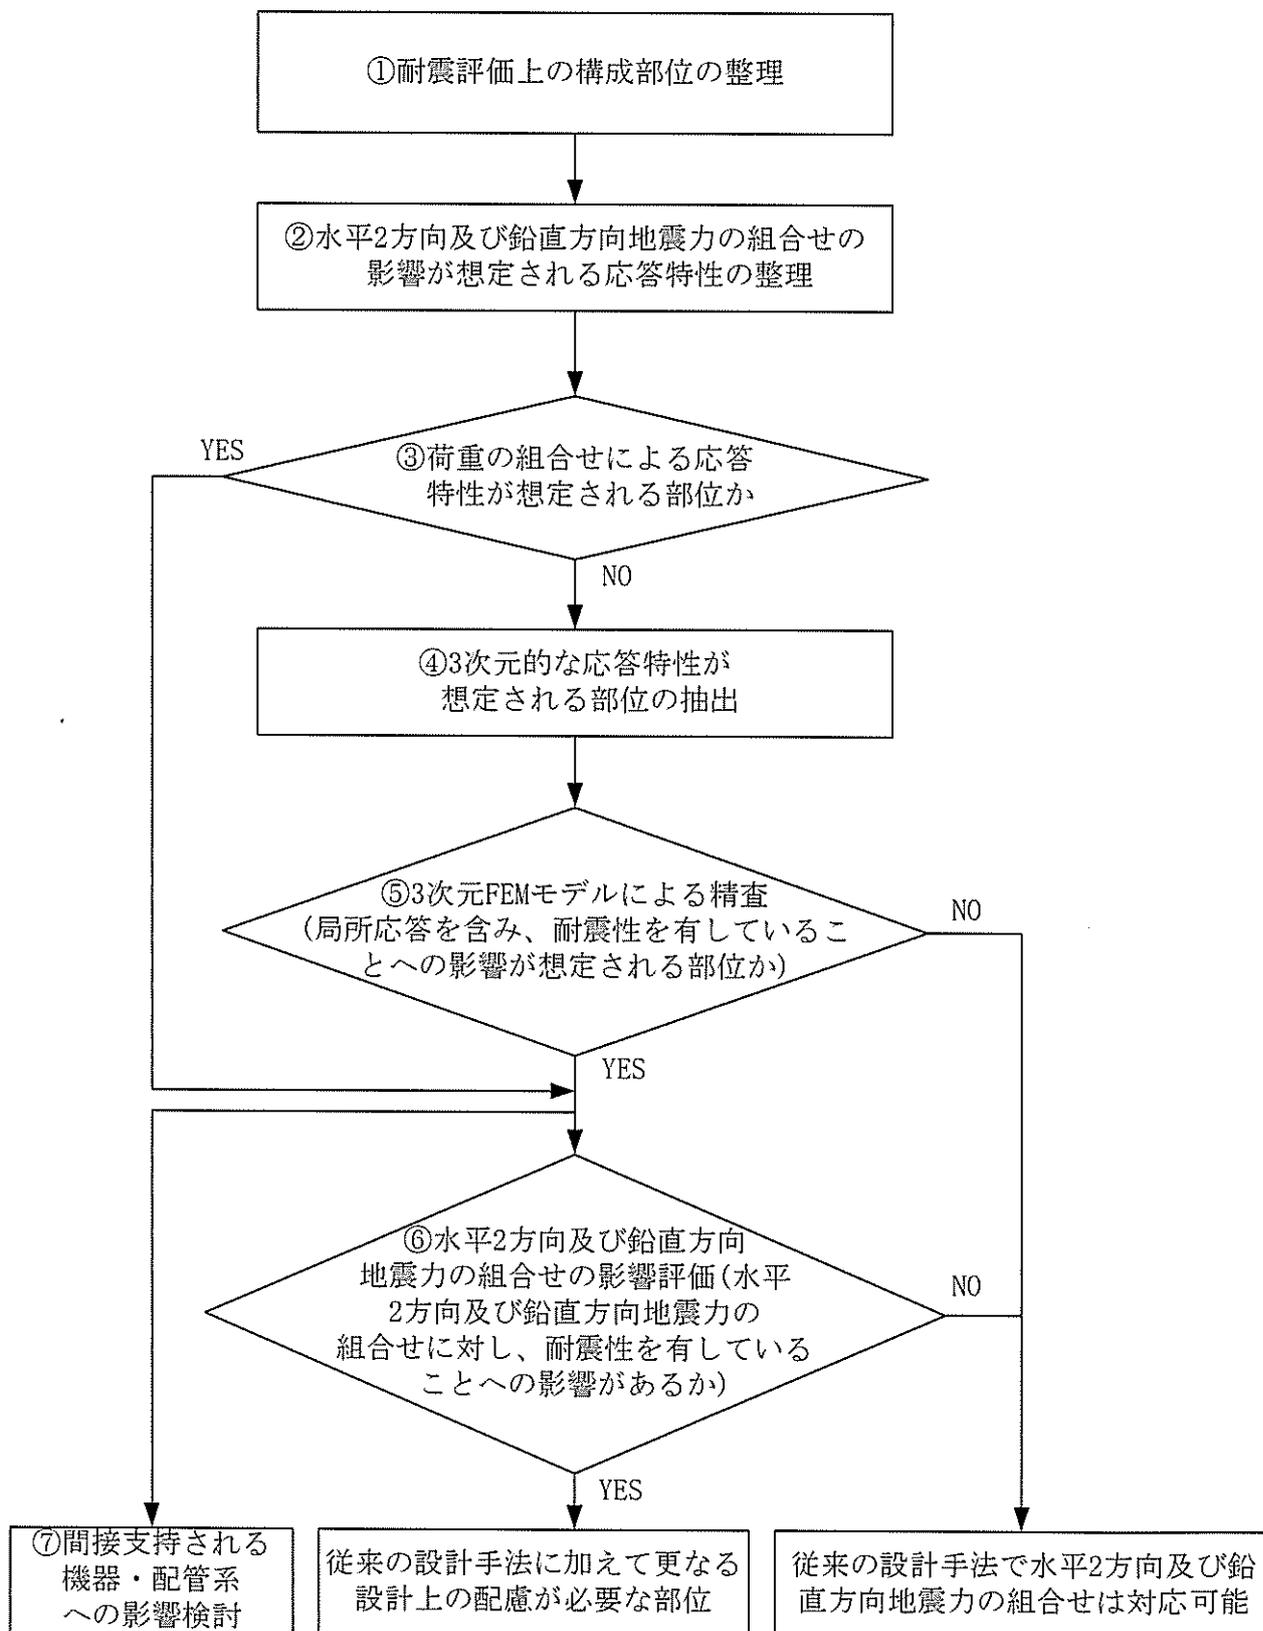 ①耐震評価上の構成部位の整理
②水平2方向及び鉛直方向地震力の組合せの
影響が想定される応答特性の整理
YES
③荷重の組合せによる応答
特性が想定される部位か
NO
④3次元的な応答特性が
想定される部位の抽出
⑤3次元FEMモデルによる精査
(局所応答を含み、耐震性を有しているこ
とへの影響が想定される部位か)
NO
YES
⑥水平2方向及び鉛直方向
地震力の組合せの影響評価(水平
2方向及び鉛直方向地震力の
組合せに対し、耐震性を有している
ことへの影響があるか)
NO
YES
⑦間接支持される
機器・配管系
への影響検討
従来の設計手法に加えて更なる
設計上の配慮が必要な部位
従来の設計手法で水平2方向及び鉛
直方向地震力の組合せは対応可能